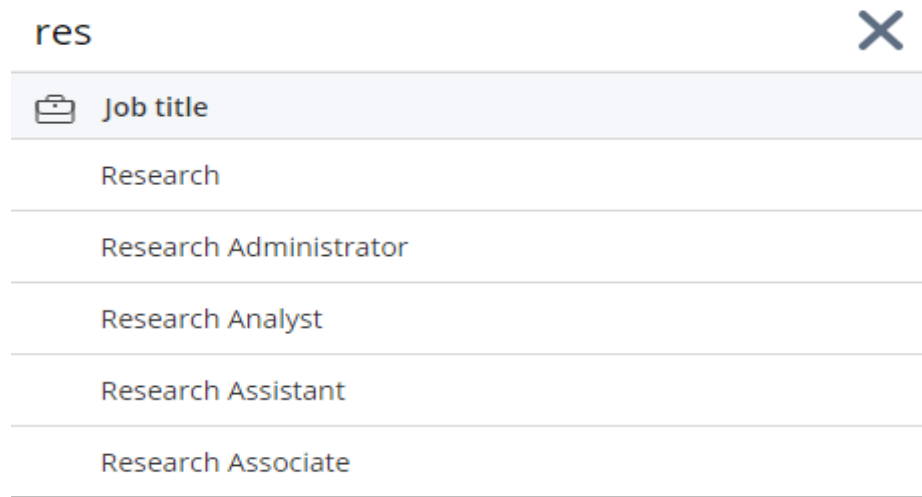 res
Job title
Research
Research Administrator
Research Analyst
Research Assistant
Research Associate